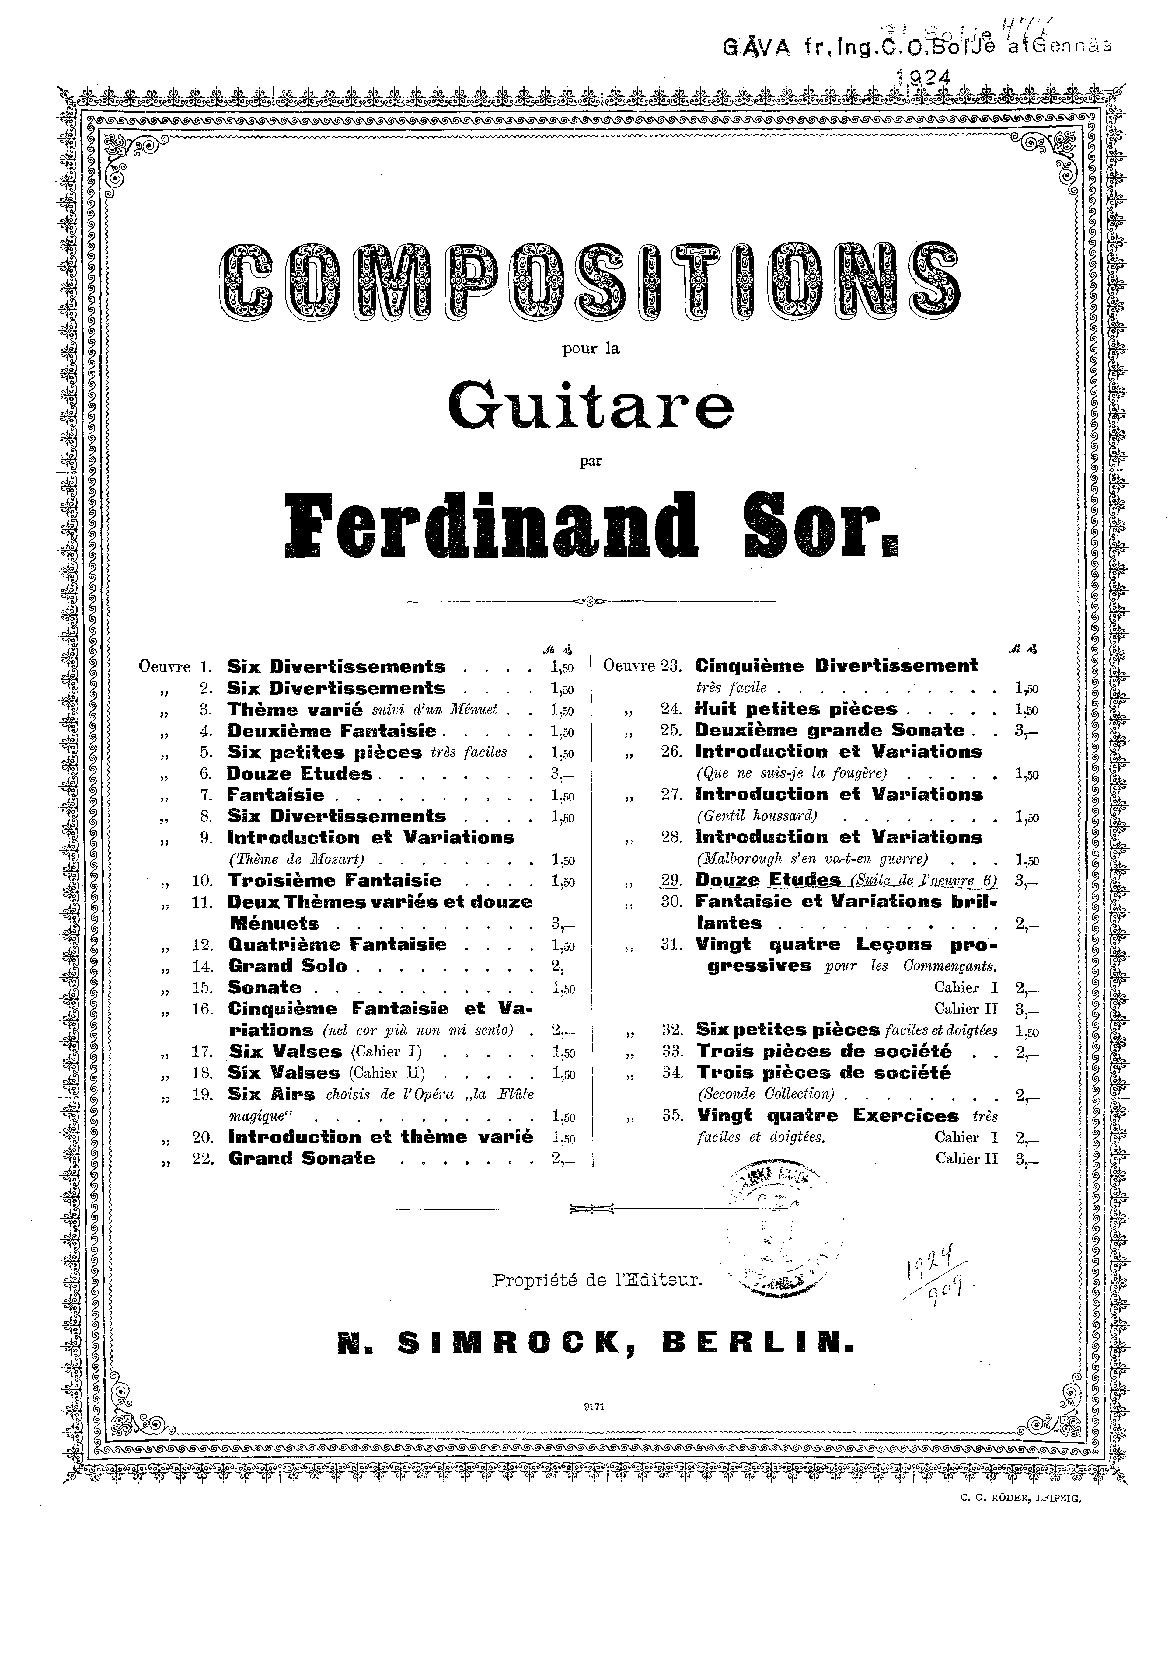 GÅVA fr, Ing. C. O. Boije af Gennäs
1924
COMPOSITIONS
pour la
Guitare
par
Ferdinand Sor.
Oeuvre 1. Six Divertissements . . . . 1,50
„ 2. Six Divertissements . . . . 1,50
„ 3. Thème varié suivi d'un Ménuet . . 1,50
„ 4. Deuxième Fantaisie . . . . . 1,50
„ 5. Six petites pièces très faciles . 1,50
„ 6. Douze Etudes . . . . . . . . 3,—
„ 7. Fantaisie . . . . . . . . . . 1,50
„ 8. Six Divertissements . . . . 1,50
„ 9. Introduction et Variations
(Thème de Mozart) . . . . . . . . 1,50
„ 10. Troisième Fantaisie . . . . 1,50
„ 11. Deux Thèmes variés et douze
Ménuets . . . . . . . . . . 3,—
„ 12. Quatrième Fantaisie . . . . 1,50
„ 14. Grand Solo . . . . . . . . . 2,
„ 15. Sonate . . . . . . . . . . . 1,50
„ 16. Cinquième Fantaisie et Va-
riations (nel cor più non mi sento) . 2,—
„ 17. Six Valses (Cahier I) . . . . . 1,50
„ 18. Six Valses (Cahier II) . . . . . 1,50
„ 19. Six Airs choisis de l'Opéra „la Flûte
magique“ . . . . . . . . . . . 1,50
„ 20. Introduction et thème varié 1,50
„ 22. Grand Sonate . . . . . . . 2,—
Oeuvre 23. Cinquième Divertissement
très facile . . . . . . . . . . . 1,50
„ 24. Huit petites pièces . . . . . 1,50
„ 25. Deuxième grande Sonate . . 3,—
„ 26. Introduction et Variations
(Que ne suis-je la fougère) . . . . . 1,50
„ 27. Introduction et Variations
(Gentil houssard) . . . . . . . . 1,50
„ 28. Introduction et Variations
(Malborough s'en va-t-en guerre) . . . 1,50
„ 29. Douze Etudes (Suite de l'oeuvre 6) 3,—
„ 30. Fantaisie et Variations bril-
lantes . . . . . . . . . . . 2,—
„ 31. Vingt quatre Leçons pro-
gressives pour les Commençants.
Cahier I 2,—
Cahier II 3,—
„ 32. Six petites pièces faciles et doigtées 1,50
„ 33. Trois pièces de société . . 2,—
„ 34. Trois pièces de société
(Seconde Collection) . . . . . . . . 2,—
„ 35. Vingt quatre Exercices très
faciles et doigtées. Cahier I 2,—
Cahier II 3,—
1924
909
Propriété de l'Editeur.
N. SIMROCK, BERLIN.
9171
C. G. RÖDER, LEIPZIG.